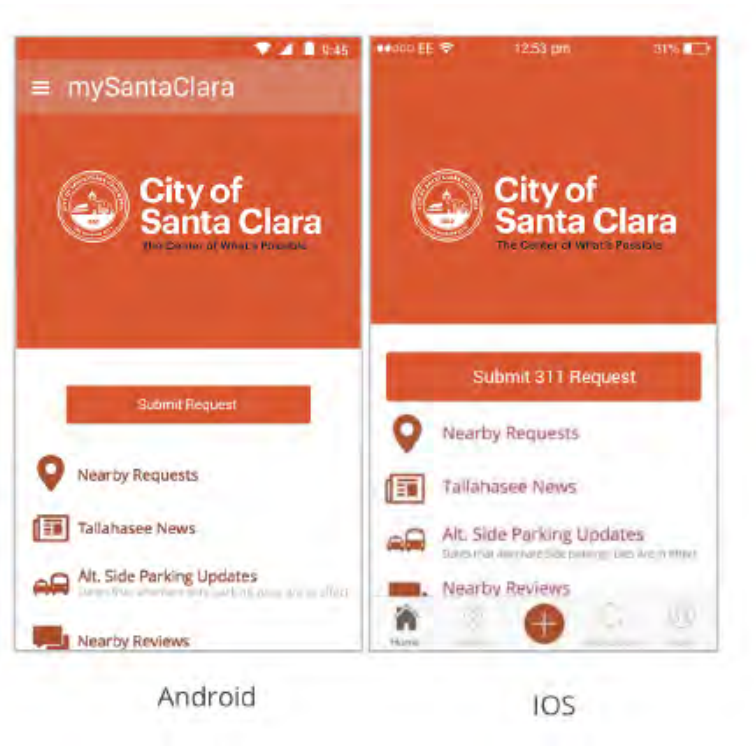 9:45
mySantaClara
City of
Santa Clara
The Center of What's Possible
Submit Request
Nearby Requests
Tallahasee News
Alt. Side Parking Updates
Nearby Reviews
Android
EE 12:53 pm 31%
City of
Santa Clara
The Center of What's Possible
Submit 311 Request
Nearby Requests
Tallahasee News
Alt. Side Parking Updates
Nearby Reviews
Home
IOS